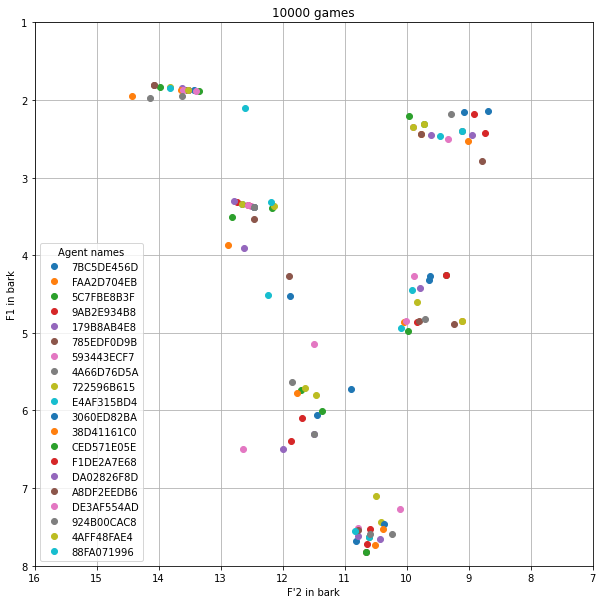 10000 games
1
2
3
4
5
6
7
8
F1 in bark
Agent names
7BC5DE456D
FAA2D704EB
5C7FBE8B3F
9AB2E934B8
179B8AB4E8
785EDF0D9B
593443ECF7
4A66D76D5A
722596B615
E4AF315BD4
3060ED82BA
38D41161C0
CED571E05E
F1DE2A7E68
DA02826F8D
A8DF2EEDB6
DE3AF554AD
924B00CAC8
4AFF48FAE4
88FA071996
16 15 14 13 12 11 10 9 8 7
F'2 in bark